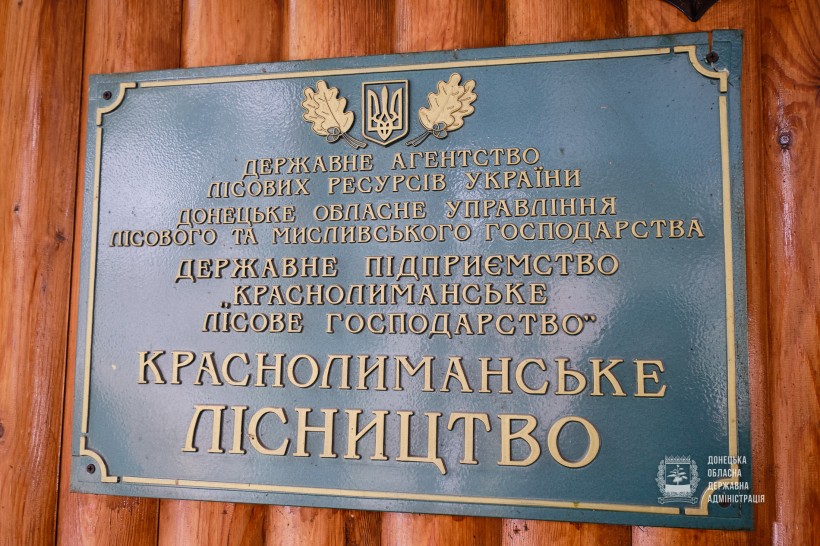 ДЕРЖАВНЕ АГЕНТСТВО
ЛІСОВИХ РЕСУРСІВ УКРАЇНИ
ДОНЕЦЬКЕ ОБЛАСНЕ УПРАВЛІННЯ
ЛІСОВОГО ТА МИСЛИВСЬКОГО ГОСПОДАРСТВА
ДЕРЖАВНЕ ПІДПРИЄМСТВО
"КРАСНОЛИМАНСЬКЕ
ЛІСОВЕ ГОСПОДАРСТВО"
КРАСНОЛИМАНСЬКЕ
ЛІСНИЦТВО
ДОНЕЦЬКА
ОБЛАСНА
ДЕРЖАВНА
АДМІНІСТРАЦІЯ